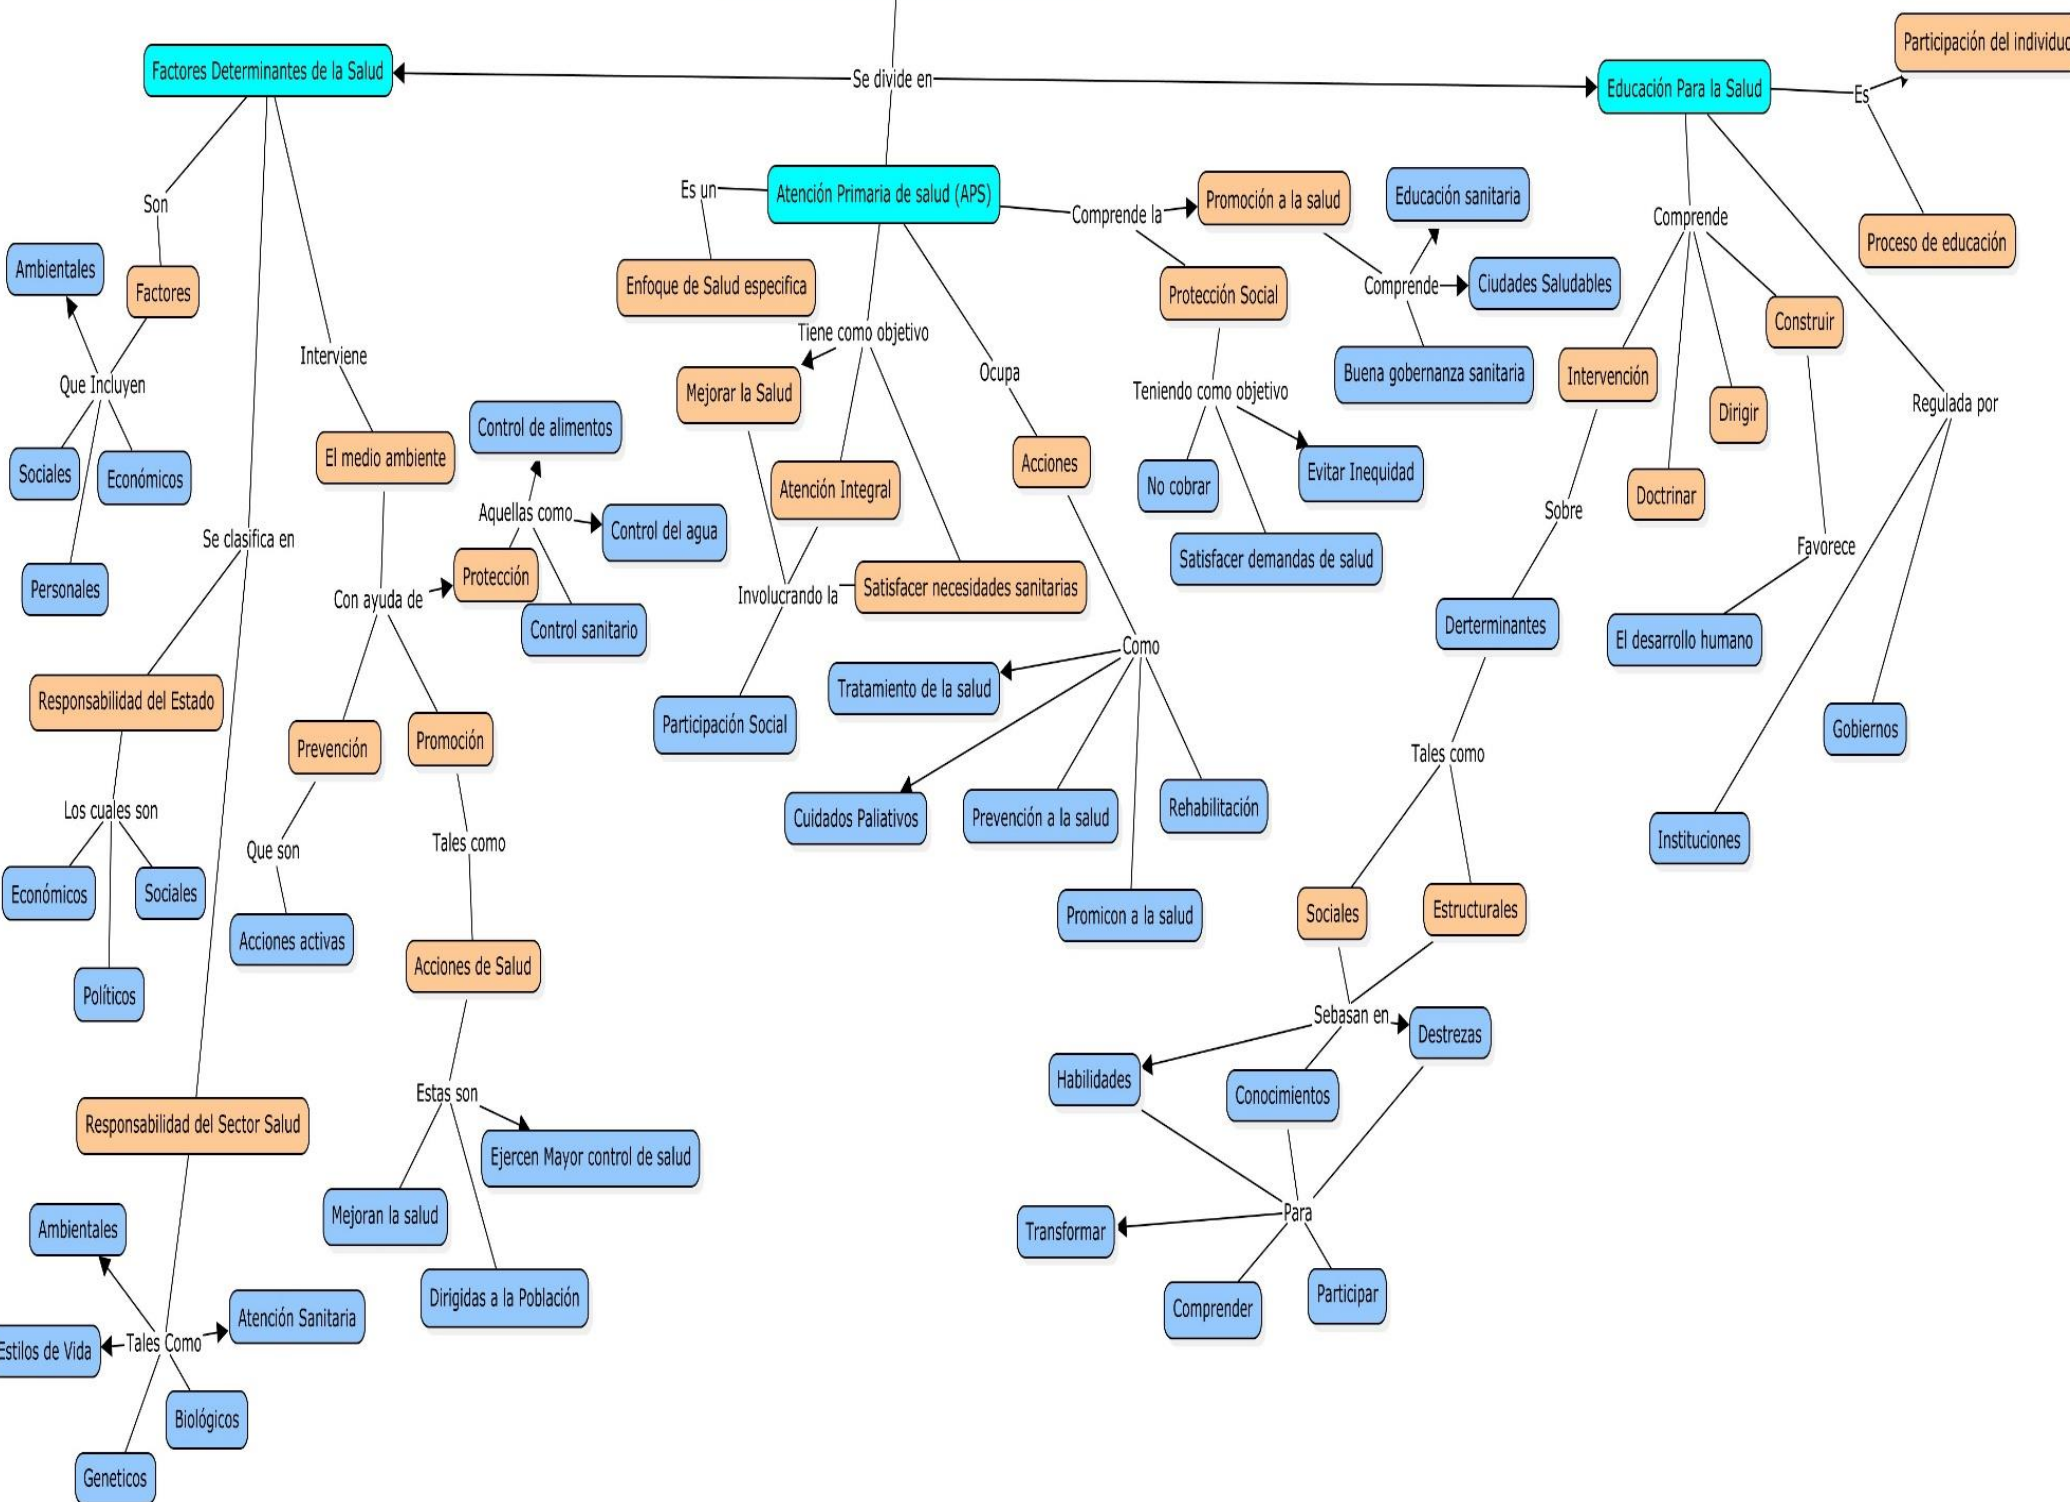 Participación del individuo
Factores Determinantes de la Salud
Se divide en
Educación Para la Salud
Es
Es un
Atención Primaria de salud (APS)
Comprende la
Promoción a la salud
Educación sanitaria
Comprende
Proceso de educación
Son
Ambientales
Factores
Enfoque de Salud especifica
Protección Social
Comprende
Ciudades Saludables
Construir
Interviene
Tiene como objetivo
Que Incluyen
Mejorar la Salud
Ocupa
Teniendo como objetivo
Buena gobernanza sanitaria
Intervención
Dirigir
Regulada por
Control de alimentos
El medio ambiente
Sociales
Económicos
Atención Integral
Acciones
No cobrar
Evitar Inequidad
Doctrinar
Aquellas como
Control del agua
Sobre
Se clasifica en
Satisfacer demandas de salud
Favorece
Personales
Con ayuda de
Protección
Involucrando la
Satisfacer necesidades sanitarias
Control sanitario
Derterminantes
El desarrollo humano
Como
Responsabilidad del Estado
Tratamiento de la salud
Participación Social
Prevención
Promoción
Tales como
Gobiernos
Los cuales son
Cuidados Paliativos
Prevención a la salud
Rehabilitación
Que son
Tales como
Instituciones
Económicos
Sociales
Acciones activas
Promicon a la salud
Sociales
Estructurales
Políticos
Acciones de Salud
Sebasan en
Destrezas
Habilidades
Conocimientos
Estas son
Responsabilidad del Sector Salud
Ejercen Mayor control de salud
Ambientales
Mejoran la salud
Transformar
Para
Dirigidas a la Población
Comprender
Participar
Atención Sanitaria
Estilos de Vida
Tales Como
Biológicos
Geneticos